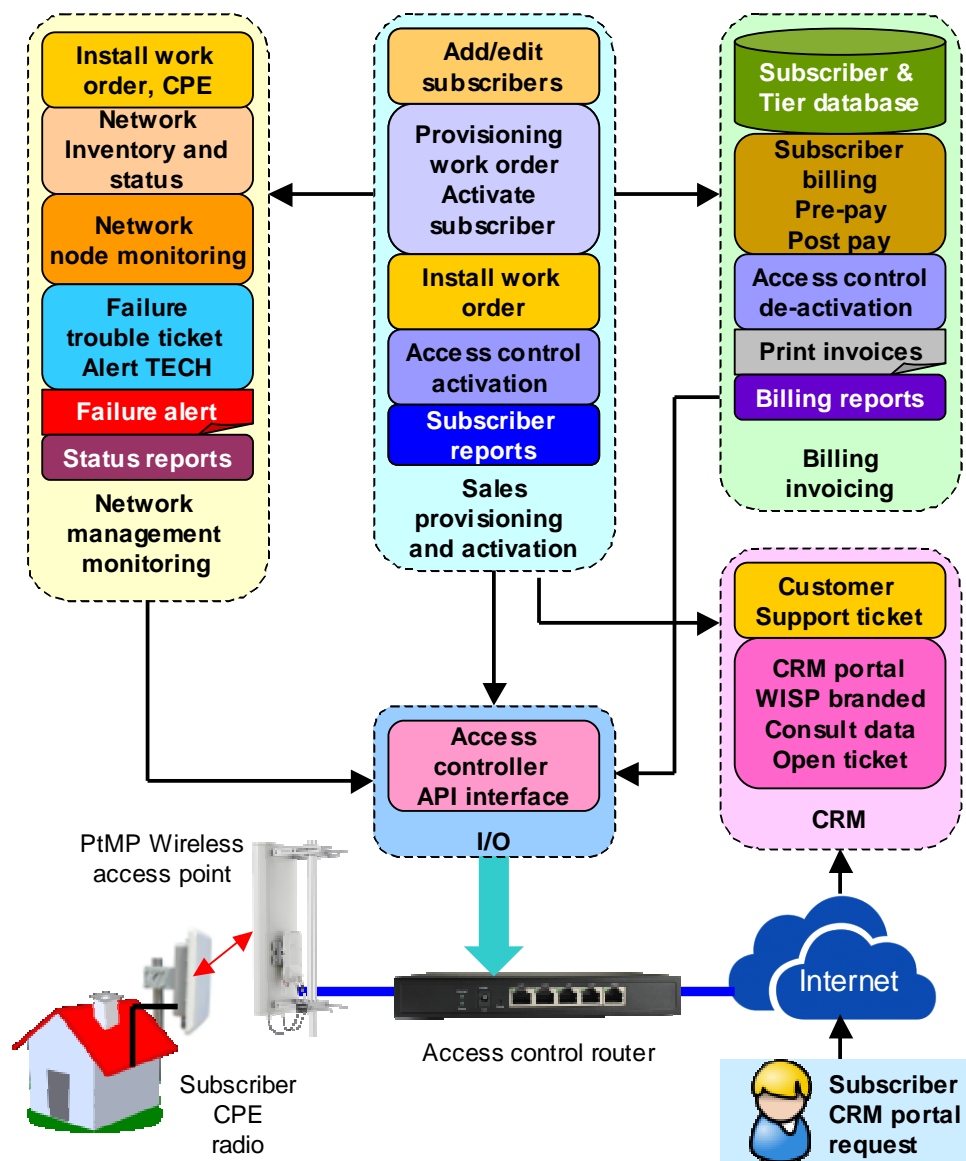 Install work
order, CPE
Network
Inventory and
status
Network
node monitoring
Failure
trouble ticket
Alert TECH
Failure alert
Status reports
Network
management
monitoring
Add/edit
subscribers
Provisioning
work order
Activate
subscriber
Install work
order
Access control
activation
Subscriber
reports
Sales
provisioning
and activation
Subscriber &
Tier database
Subscriber
billing
Pre-pay
Post pay
Access control
de-activation
Print invoices
Billing reports
Billing
invoicing
Customer
Support ticket
CRM portal
WISP branded
Consult data
Open ticket
CRM
Access
controller
API interface
I/O
PtMP Wireless
access point
Internet
Access control router
Subscriber
CPE
radio
Subscriber
CRM portal
request